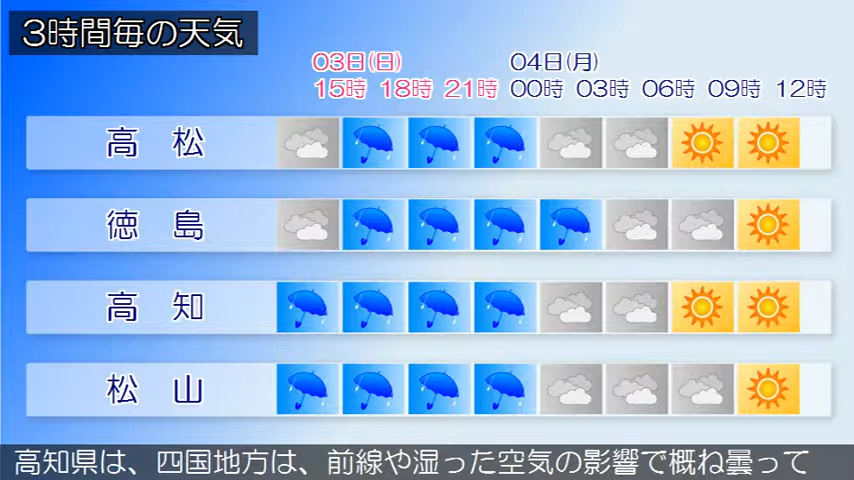 3時間毎の天気
03日(日) 04日(月)
15時 18時 21時 00時 03時 06時 09時 12時
高 松
徳 島
高 知
松 山
高知県は、四国地方は、前線や湿った空気の影響で概ね曇って